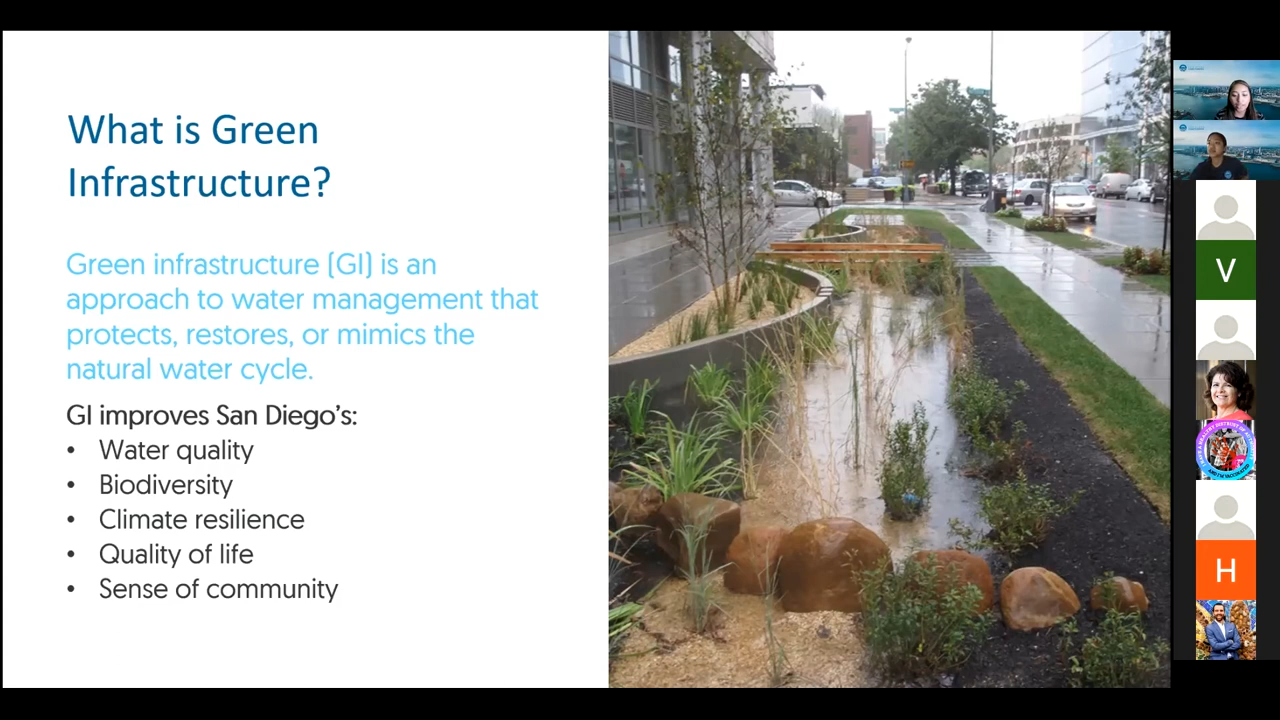 What is Green
Infrastructure?
Green infrastructure (GI) is an
approach to water management that
protects, restores, or mimics the
natural water cycle.
GI improves San Diego's:
• Water quality
• Biodiversity
• Climate resilience
• Quality of life
• Sense of community
V
H